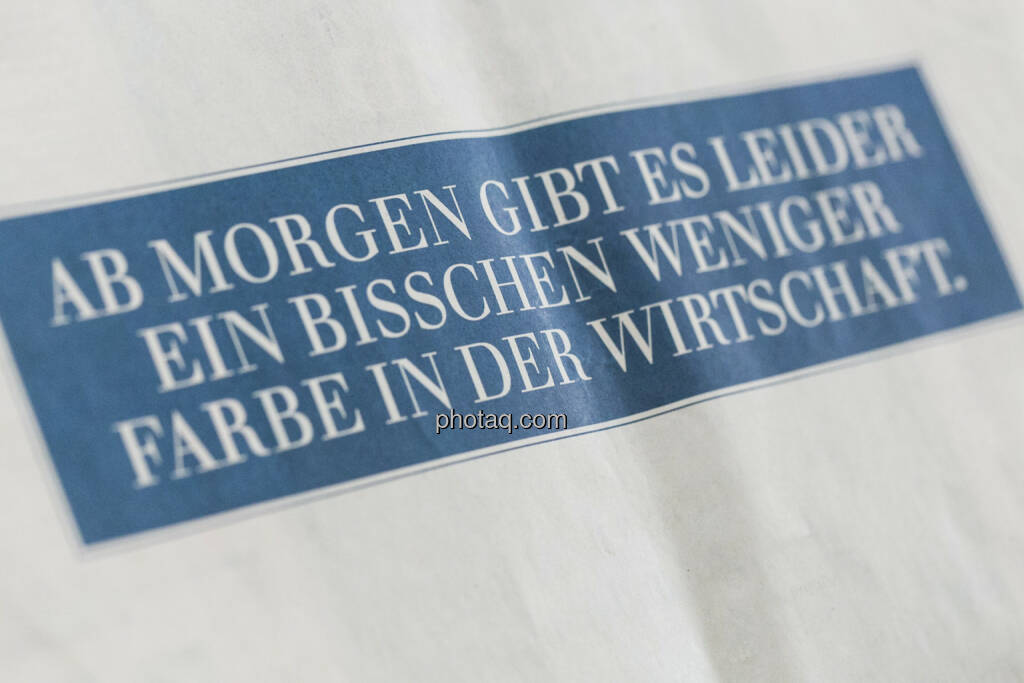 AB MORGEN GIBT ES LEIDER
EIN BISSCHEN WENIGER
FARBE IN DER WIRTSCHAFT.
photaq.com